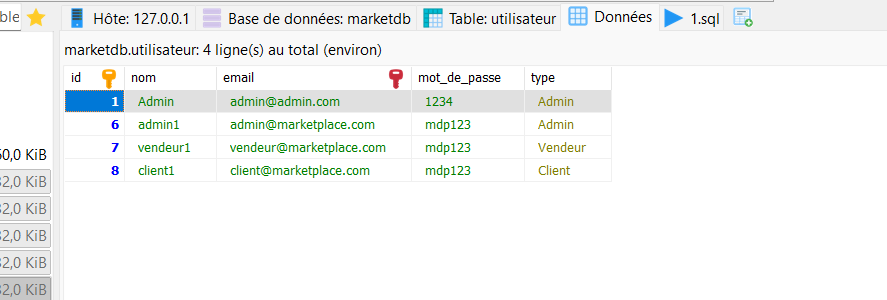 ble Hôte: 127.0.0.1 Base de données: marketdb Table: utilisateur Données 1.sql
marketdb.utilisateur: 4 ligne(s) au total (environ)
id nom email mot_de_passe type
1 Admin admin@admin.com 1234 Admin
6 admin1 admin@marketplace.com mdp123 Admin
7 vendeur1 vendeur@marketplace.com mdp123 Vendeur
8 client1 client@marketplace.com mdp123 Client
0,0 KiB
32,0 KiB
32,0 KiB
32,0 KiB
32,0 KiB
32,0 KiB